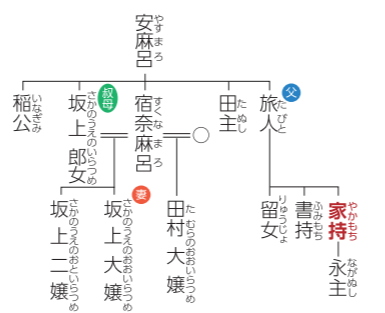 安麻呂
やすまろ
父
旅人
たびと
田主
たぬし
宿奈麻呂
すくなまろ
叔母
坂上郎女
さかのうえのいらつめ
稲公
いなぎみ
家持
やかもち
永主
ながぬし
書持
ふみもち
留女
りゅうじょ
田村大嬢
たむらのおおいらつめ
妻
坂上大嬢
さかのうえのおおいらつめ
坂上二嬢
さかのうえのおといらつめ